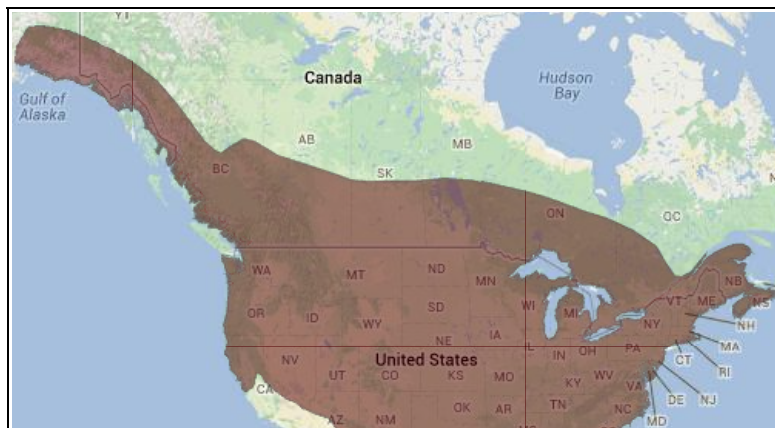 YT
Canada
Hudson
Bay
Gulf of
Alaska
AB
MB
BC
SK
ON
QC
WA
MT
ND
MN
NB
VT
ME
NS
OR
ID
SD
WI
MI
NY
NH
WY
IA
MA
NE
IL
IN
OH
PA
CT
RI
NV
United States
UT
CO
KS
MO
WV
KY
VA
DE
NJ
CA
OK
AR
TN
NC
MD
AZ
NM